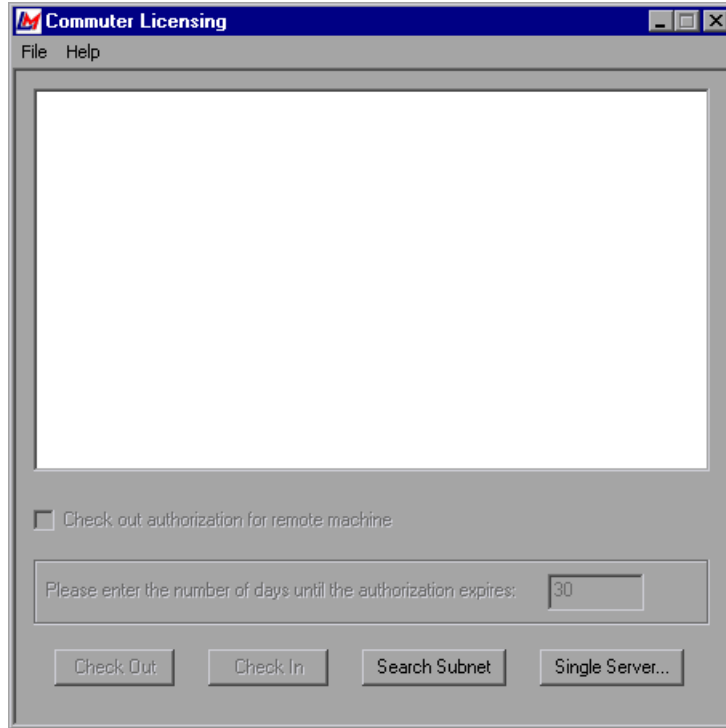 Commuter Licensing
File Help
Check out authorization for remote machine
Please enter the number of days until the authorization expires: 30
Check Out Check In Search Subnet Single Server...